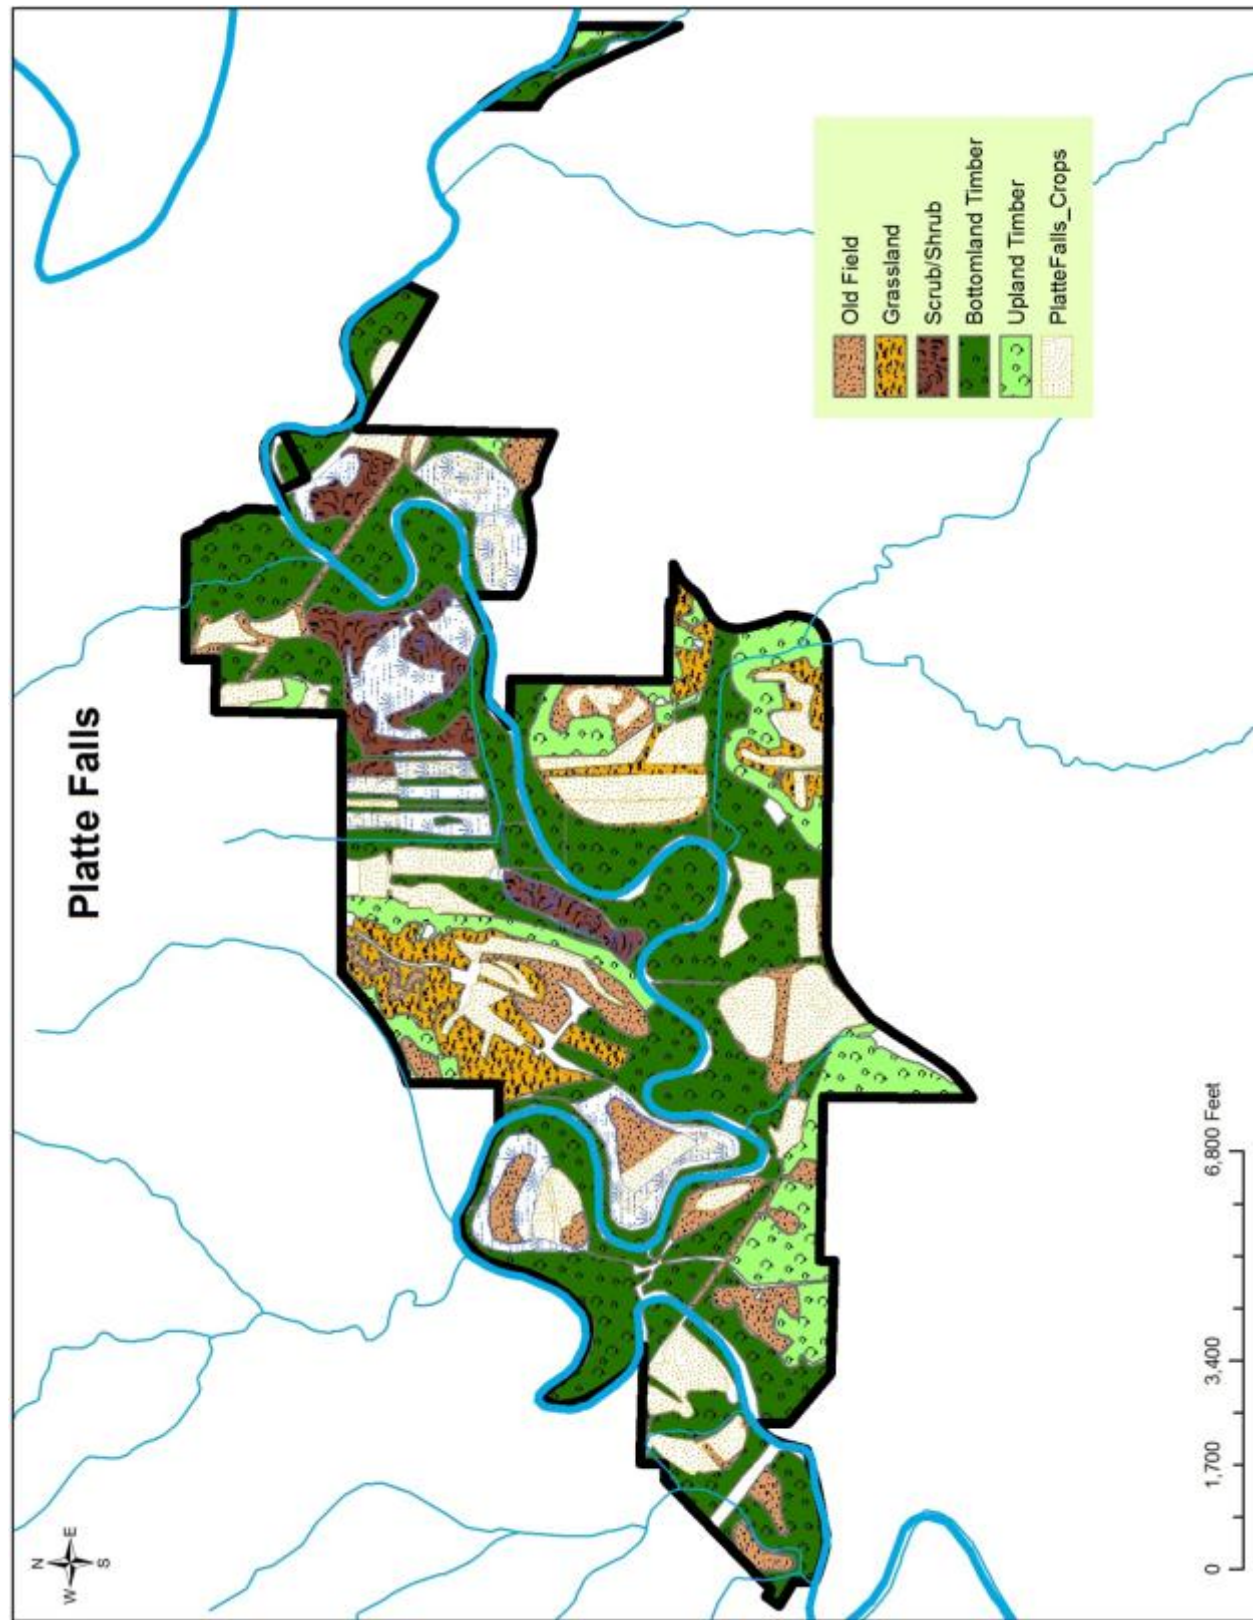 Platte Falls
N
W
E
S
Old Field
Grassland
Scrub/Shrub
Bottomland Timber
Upland Timber
PlatteFalls_Crops
0 1,700 3,400 6,800 Feet